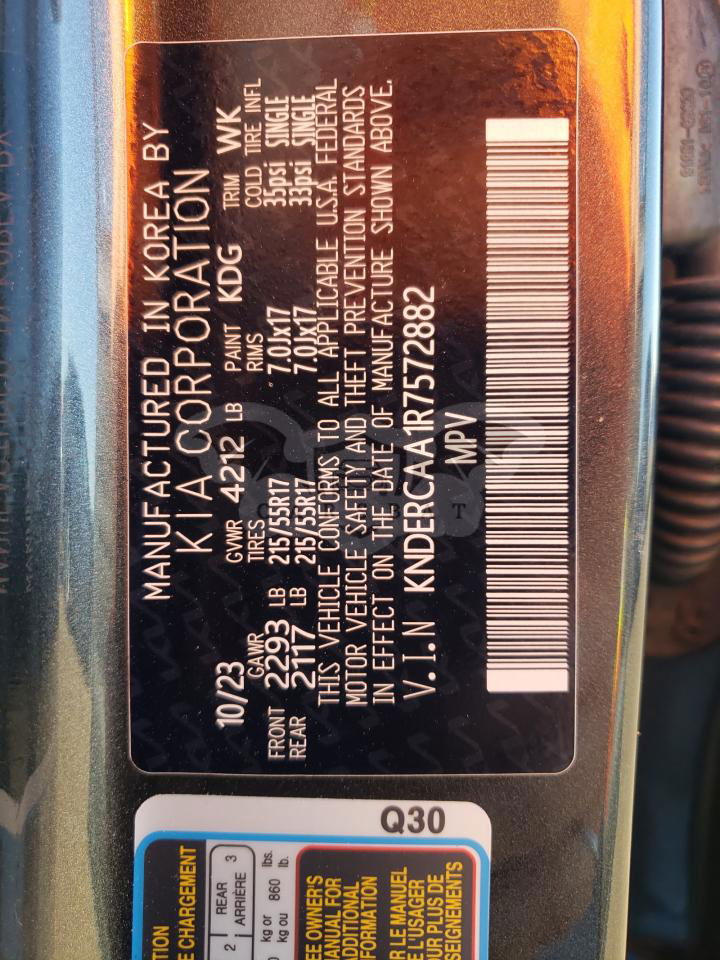 MANUFACTURED IN KOREA BY
KIA CORPORATION
10/23 GVWR 4212 LB PAINT KDG TRIM WK
GAWR TIRES RIMS COLD TIRE INFL
FRONT 2293 LB 215/55R17 7.0Jx17 35psi SINGLE
REAR 2117 LB 215/55R17 7.0Jx17 33psi SINGLE
THIS VEHICLE CONFORMS TO ALL APPLICABLE U.S.A. FEDERAL
MOTOR VEHICLE SAFETY AND THEFT PREVENTION STANDARDS
IN EFFECT ON THE DATE OF MANUFACTURE SHOWN ABOVE.
V.I.N KNDERCAA1R7572882
MPV
Q30
E CHARGEMENT
2 REAR 3
ARRIÈRE
kg or 860 lbs.
kg ou lb.
EE OWNER'S
MANUAL FOR
ADDITIONAL
FORMATION
R LE MANUEL
L'USAGER
UR PLUS DE
SEIGNEMENTS